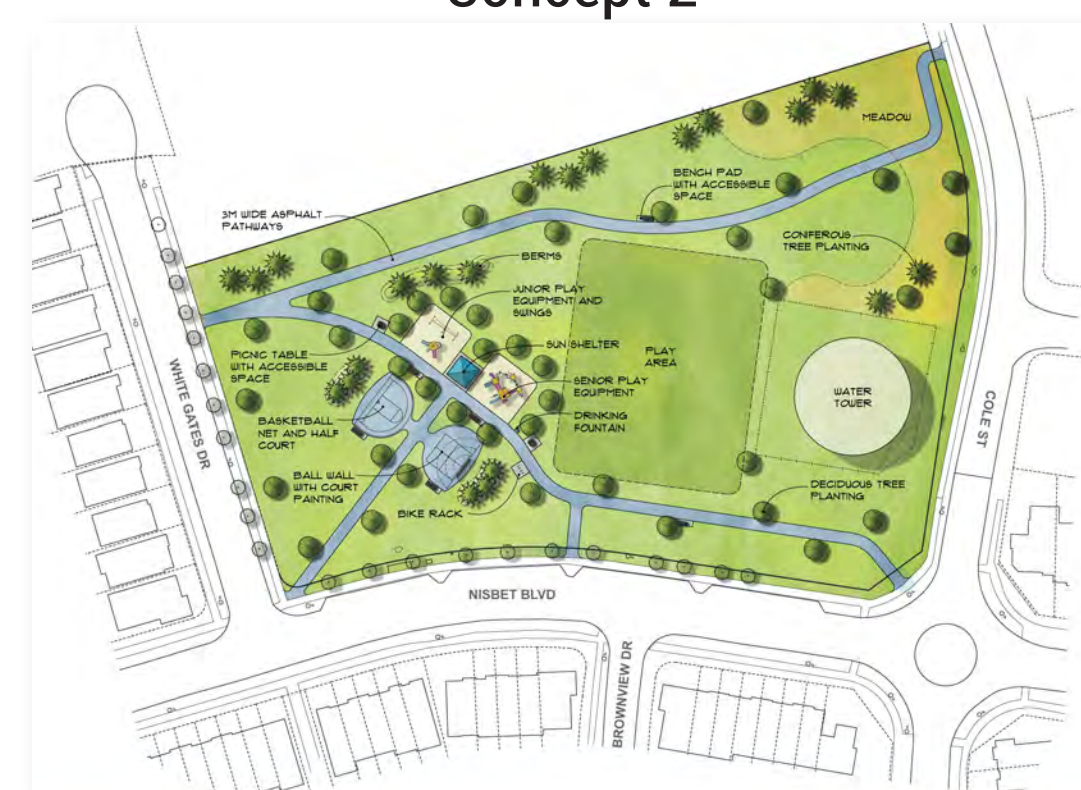 Concept 2
MEADOW
BENCH PAD
WITH ACCESSIBLE
SPACE
3M WIDE ASPHALT
PATHWAYS
CONIFEROUS
TREE PLANTING
BERMS
JUNIOR PLAY
EQUIPMENT AND
SWINGS
SUN SHELTER
PLAY
AREA
PICNIC TABLE
WITH ACCESSIBLE
SPACE
SENIOR PLAY
EQUIPMENT
WATER
TOWER
WHITE GATES DR
COLE ST
BASKETBALL
NET AND HALF
COURT
DRINKING
FOUNTAIN
BALL WALL
WITH COURT
PAINTING
DECIDUOUS TREE
PLANTING
BIKE RACK
NISBET BLVD
BROWNVIEW DR